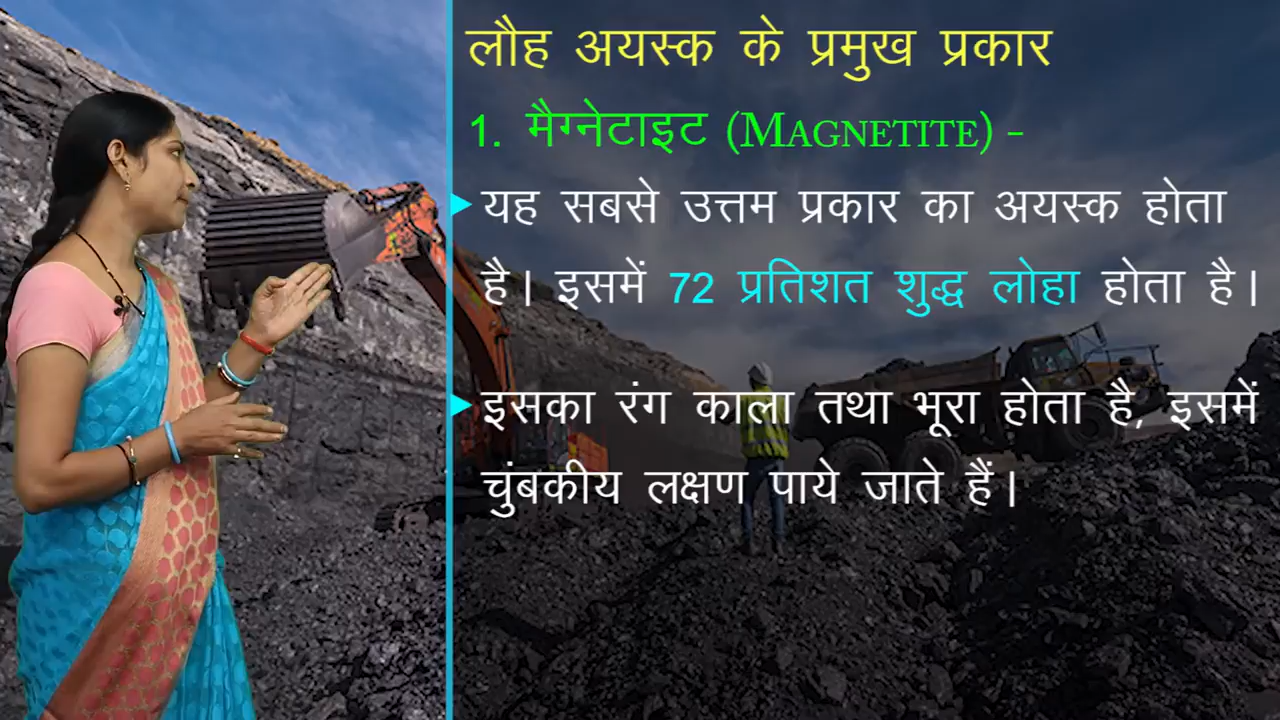 लौह अयस्क के प्रमुख प्रकार
1. मैग्नेटाइट (MAGNETITE) -
यह सबसे उत्तम प्रकार का अयस्क होता
है। इसमें 72 प्रतिशत शुद्ध लोहा होता है।
इसका रंग काला तथा भूरा होता है, इसमें
चुंबकीय लक्षण पाये जाते हैं।